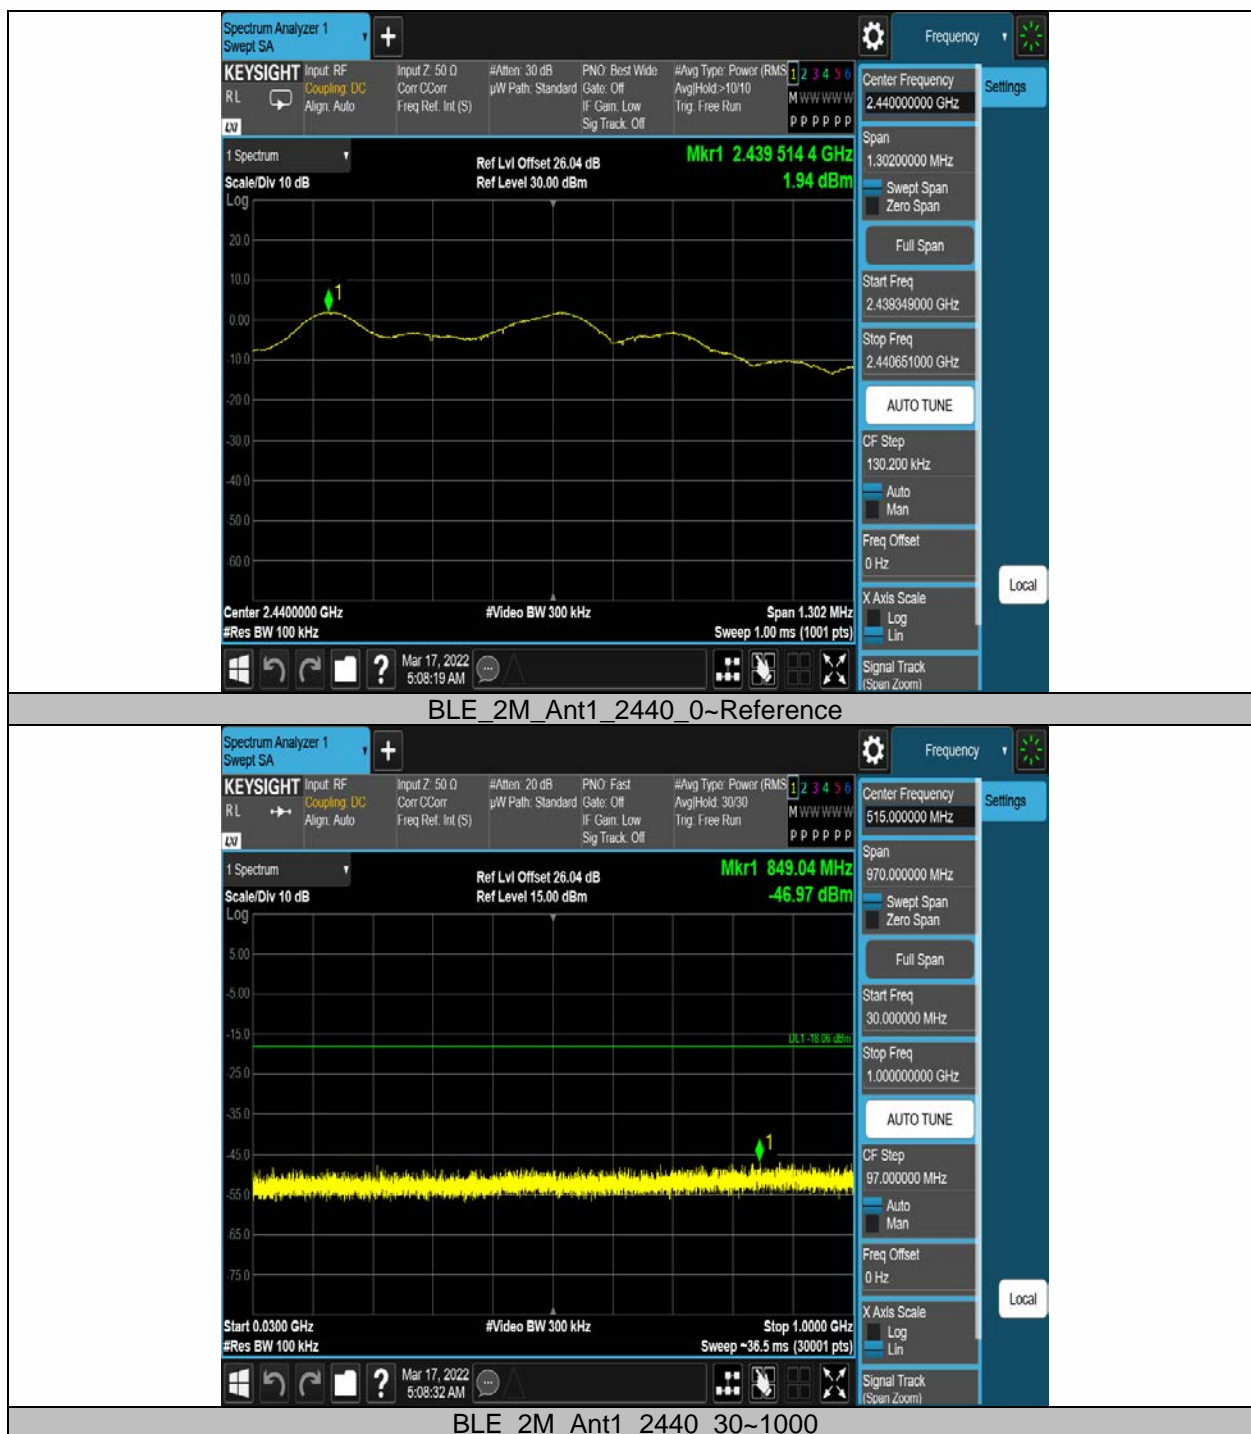 Spectrum Analyzer 1
Swept SA
+
Frequency
KEYSIGHT
RL
LXI
Input: RF
Coupling: DC
Align: Auto
Input Z: 50 Ω
Corr CCorr
Freq Ref: Int (S)
#Atten: 30 dB
µW Path: Standard
PNO: Best Wide
Gate: Off
IF Gain: Low
Sig Track: Off
#Avg Type: Power (RMS
Avg|Hold:>10/10
Trig: Free Run
1 2 3 4 5 6
M W W W W W
P P P P P P
Center Frequency
2.440000000 GHz
Settings
Span
1.30200000 MHz
Swept Span
Zero Span
Full Span
Start Freq
2.439349000 GHz
Stop Freq
2.440651000 GHz
AUTO TUNE
CF Step
130.200 kHz
Auto
Man
Freq Offset
0 Hz
X Axis Scale
Log
Lin
Signal Track
(Span Zoom)
Local
1 Spectrum
Scale/Div 10 dB
Log
Ref Lvl Offset 26.04 dB
Ref Level 30.00 dBm
Mkr1 2.439 514 4 GHz
1.94 dBm
20.0
10.0
1
0.00
-10.0
-20.0
-30.0
-40.0
-50.0
-60.0
Center 2.4400000 GHz
#Video BW 300 kHz
Span 1.302 MHz
#Res BW 100 kHz
Sweep 1.00 ms (1001 pts)
?
Mar 17, 2022
5:08:19 AM
BLE_2M_Ant1_2440_0~Reference
Spectrum Analyzer 1
Swept SA
+
Frequency
KEYSIGHT
RL
LXI
Input: RF
Coupling: DC
Align: Auto
Input Z: 50 Ω
Corr CCorr
Freq Ref: Int (S)
#Atten: 20 dB
µW Path: Standard
PNO: Fast
Gate: Off
IF Gain: Low
Sig Track: Off
#Avg Type: Power (RMS
Avg|Hold: 30/30
Trig: Free Run
1 2 3 4 5 6
M W W W W W
P P P P P P
Center Frequency
515.000000 MHz
Settings
Span
970.000000 MHz
Swept Span
Zero Span
Full Span
Start Freq
30.000000 MHz
Stop Freq
1.000000000 GHz
AUTO TUNE
CF Step
97.000000 MHz
Auto
Man
Freq Offset
0 Hz
X Axis Scale
Log
Lin
Signal Track
(Span Zoom)
Local
1 Spectrum
Scale/Div 10 dB
Log
Ref Lvl Offset 26.04 dB
Ref Level 15.00 dBm
Mkr1 849.04 MHz
-46.97 dBm
5.00
-5.00
-15.0
DL1 -18.06 dBm
-25.0
-35.0
-45.0
1
-55.0
-65.0
-75.0
Start 0.0300 GHz
#Video BW 300 kHz
Stop 1.0000 GHz
#Res BW 100 kHz
Sweep ~36.5 ms (30001 pts)
?
Mar 17, 2022
5:08:32 AM
BLE_2M_Ant1_2440_30~1000